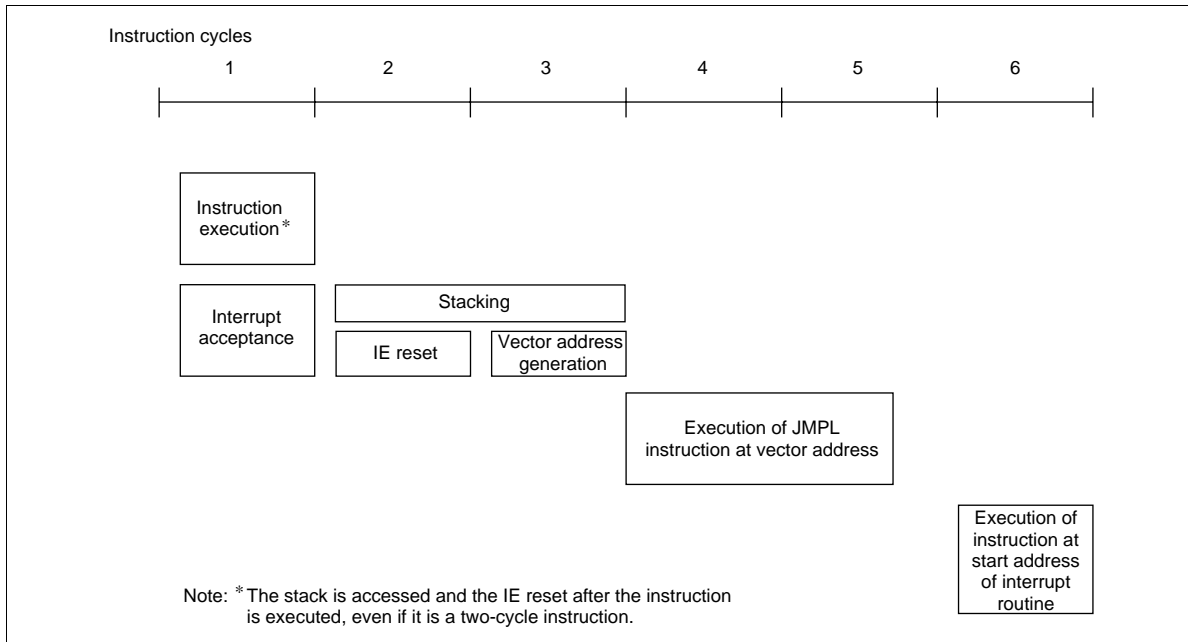 Instruction cycles
1 2 3 4 5 6
Instruction
execution*
Interrupt
acceptance
Stacking
IE reset
Vector address
generation
Execution of JMPL
instruction at vector address
Execution of
instruction at
start address
of interrupt
routine
Note: * The stack is accessed and the IE reset after the instruction
is executed, even if it is a two-cycle instruction.